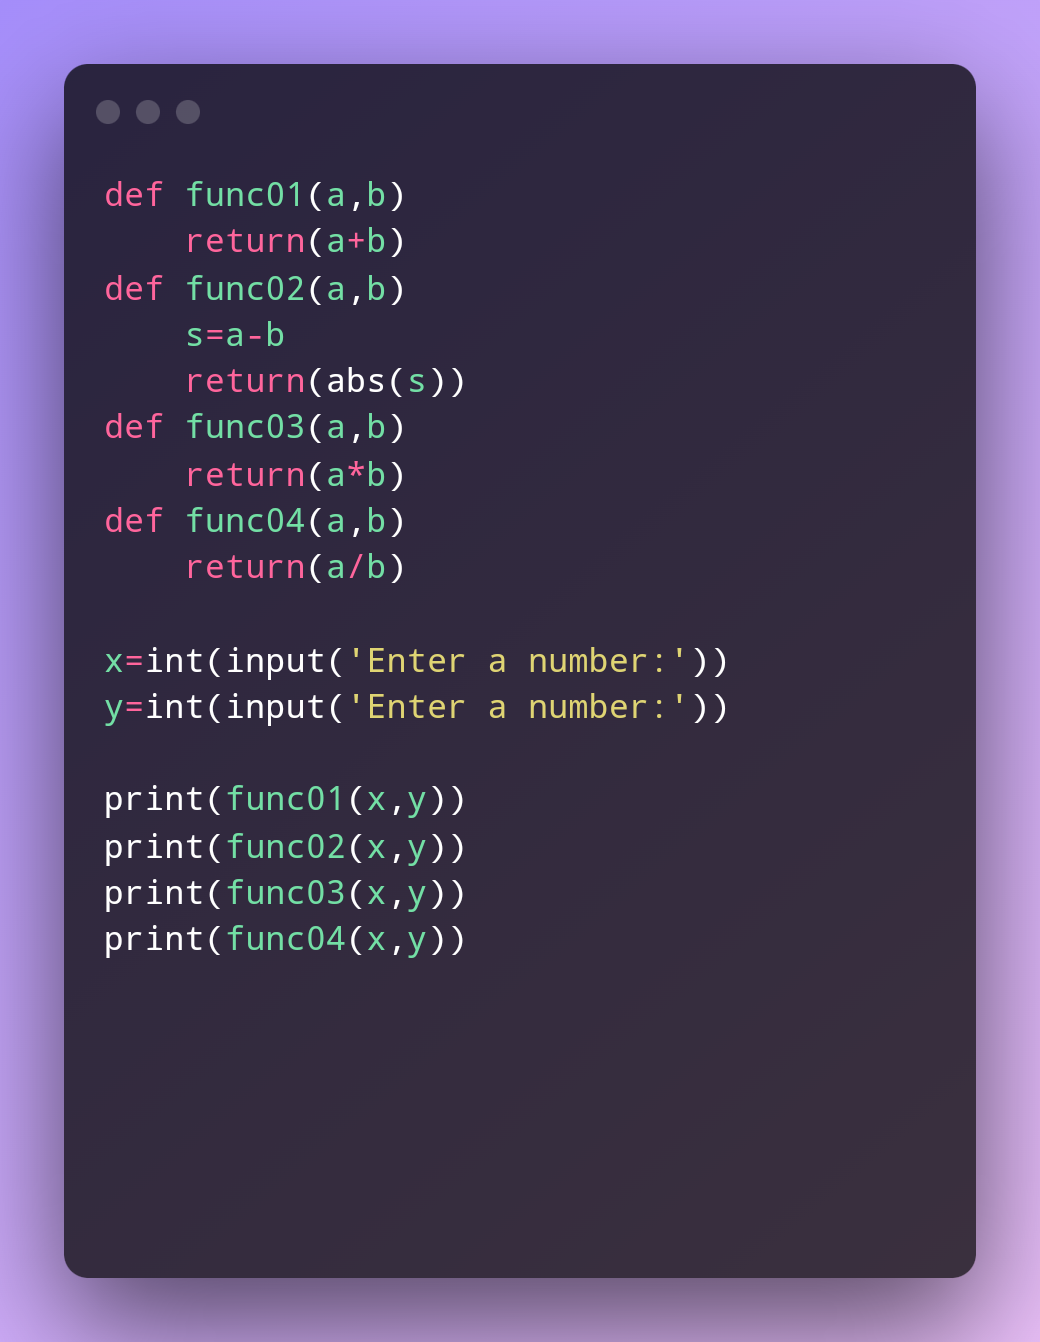 def func01(a,b)
    return(a+b)
def func02(a,b)
    s=a-b
    return(abs(s))
def func03(a,b)
    return(a*b)
def func04(a,b)
    return(a/b)

x=int(input('Enter a number:'))
y=int(input('Enter a number:'))

print(func01(x,y))
print(func02(x,y))
print(func03(x,y))
print(func04(x,y))